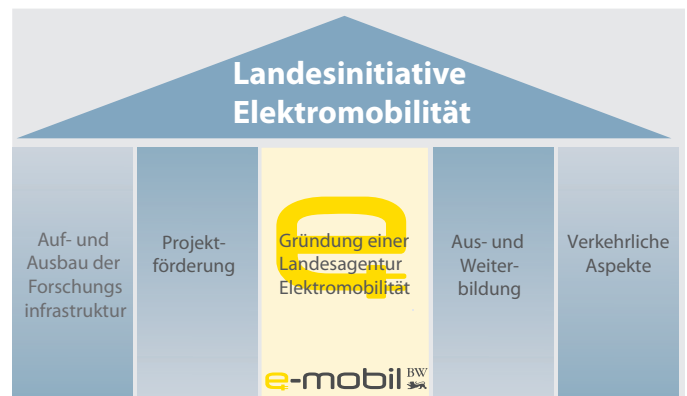 Landesinitiative
Elektromobilität
Auf- und
Ausbau der
Forschungs
infrastruktur
Projekt-
förderung
Gründung einer
Landesagentur
Elektromobilität
e-mobil BW
Aus- und
Weiter-
bildung
Verkehrliche
Aspekte